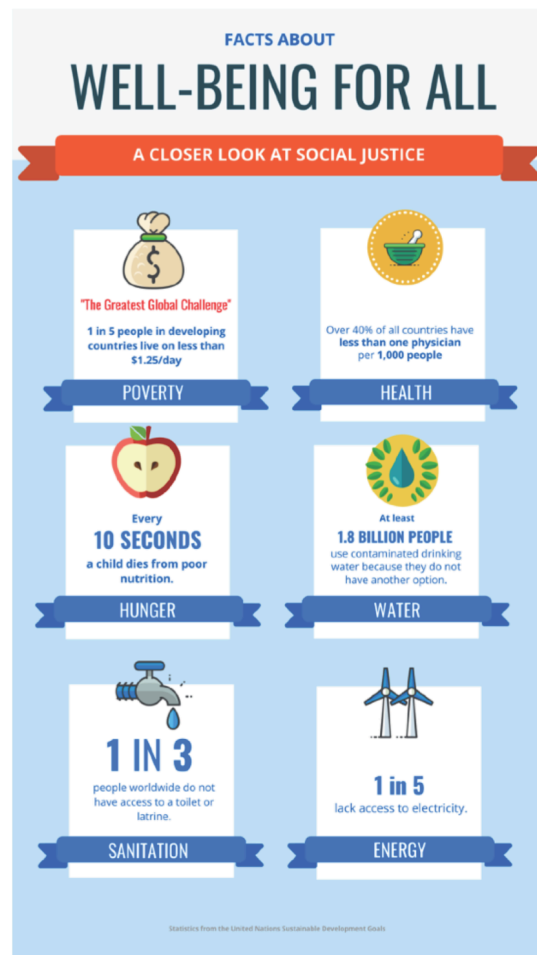 FACTS ABOUT
WELL-BEING FOR ALL
A CLOSER LOOK AT SOCIAL JUSTICE
$
"The Greatest Global Challenge"
1 in 5 people in developing
countries live on less than
$1.25/day
POVERTY
Over 40% of all countries have
less than one physician
per 1,000 people
HEALTH
Every
10 SECONDS
a child dies from poor
nutrition.
HUNGER
At least
1.8 BILLION PEOPLE
use contaminated drinking
water because they do not
have another option.
WATER
1 IN 3
people worldwide do not
have access to a toilet or
latrine.
SANITATION
1 in 5
lack access to electricity.
ENERGY
Statistics from the United Nations Sustainable Development Goals